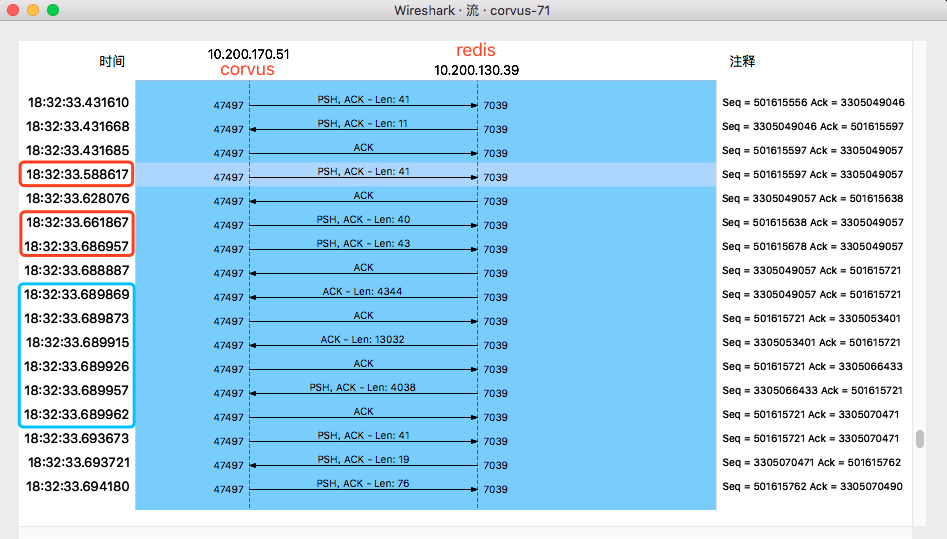 Wireshark · 流 · corvus-71
时间 10.200.170.51 redis 注释
corvus 10.200.130.39
18:32:33.431610 47497 PSH, ACK - Len: 41 7039 Seq = 501615556 Ack = 3305049046
18:32:33.431668 47497 PSH, ACK - Len: 11 7039 Seq = 3305049046 Ack = 501615597
18:32:33.431685 47497 ACK 7039 Seq = 501615597 Ack = 3305049057
18:32:33.588617 47497 PSH, ACK - Len: 41 7039 Seq = 501615597 Ack = 3305049057
18:32:33.628076 47497 ACK 7039 Seq = 3305049057 Ack = 501615638
18:32:33.661867 47497 PSH, ACK - Len: 40 7039 Seq = 501615638 Ack = 3305049057
18:32:33.686957 47497 PSH, ACK - Len: 43 7039 Seq = 501615678 Ack = 3305049057
18:32:33.688887 47497 ACK 7039 Seq = 3305049057 Ack = 501615721
18:32:33.689869 47497 ACK - Len: 4344 7039 Seq = 3305049057 Ack = 501615721
18:32:33.689873 47497 ACK 7039 Seq = 501615721 Ack = 3305053401
18:32:33.689915 47497 ACK - Len: 13032 7039 Seq = 3305053401 Ack = 501615721
18:32:33.689926 47497 ACK 7039 Seq = 501615721 Ack = 3305066433
18:32:33.689957 47497 PSH, ACK - Len: 4038 7039 Seq = 3305066433 Ack = 501615721
18:32:33.689962 47497 ACK 7039 Seq = 501615721 Ack = 3305070471
18:32:33.693673 47497 PSH, ACK - Len: 41 7039 Seq = 501615721 Ack = 3305070471
18:32:33.693721 47497 PSH, ACK - Len: 19 7039 Seq = 3305070471 Ack = 501615762
18:32:33.694180 47497 PSH, ACK - Len: 76 7039 Seq = 501615762 Ack = 3305070490